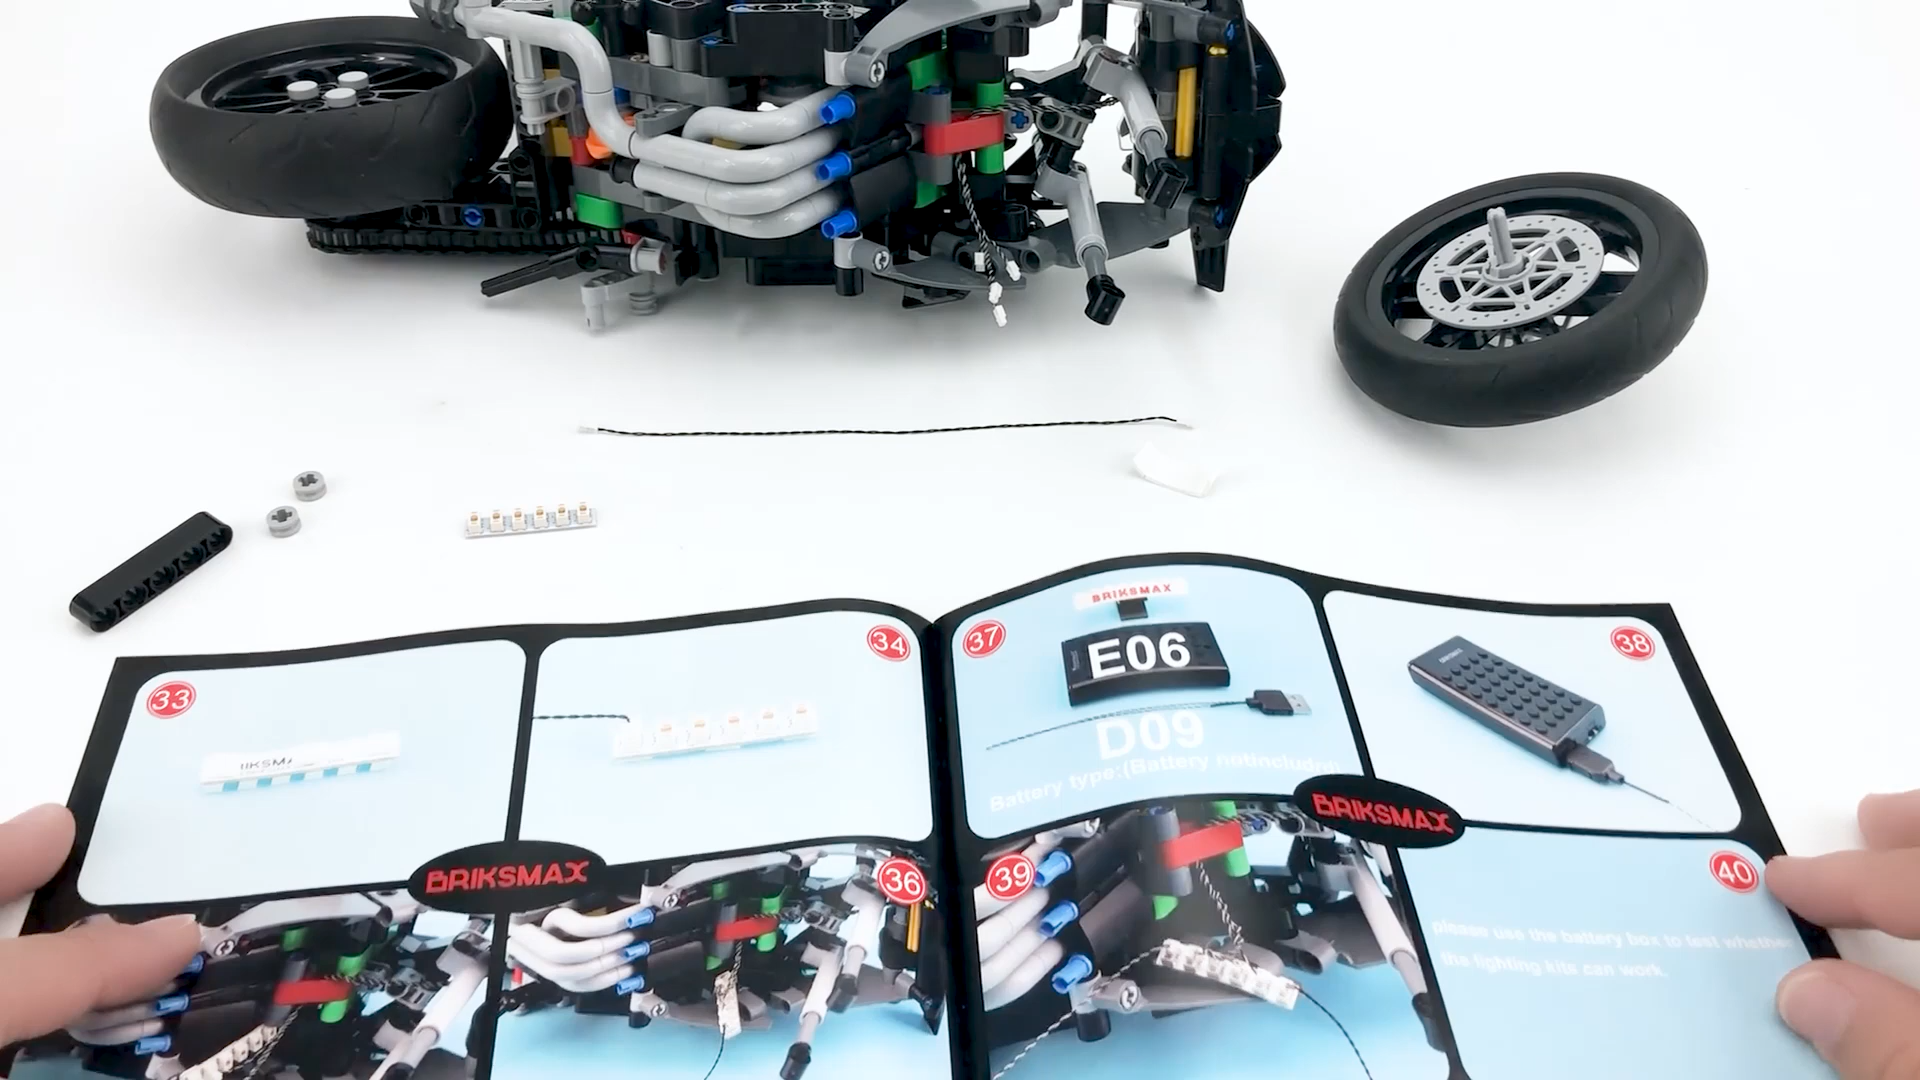 33
34
BRIKSMAX
36
37
BRIKSMAX
E06
D09
Battery type:(Battery notincluded)
38
BRIKSMAX
39
40
please use the battery box to test whether
the lighting kits can work.